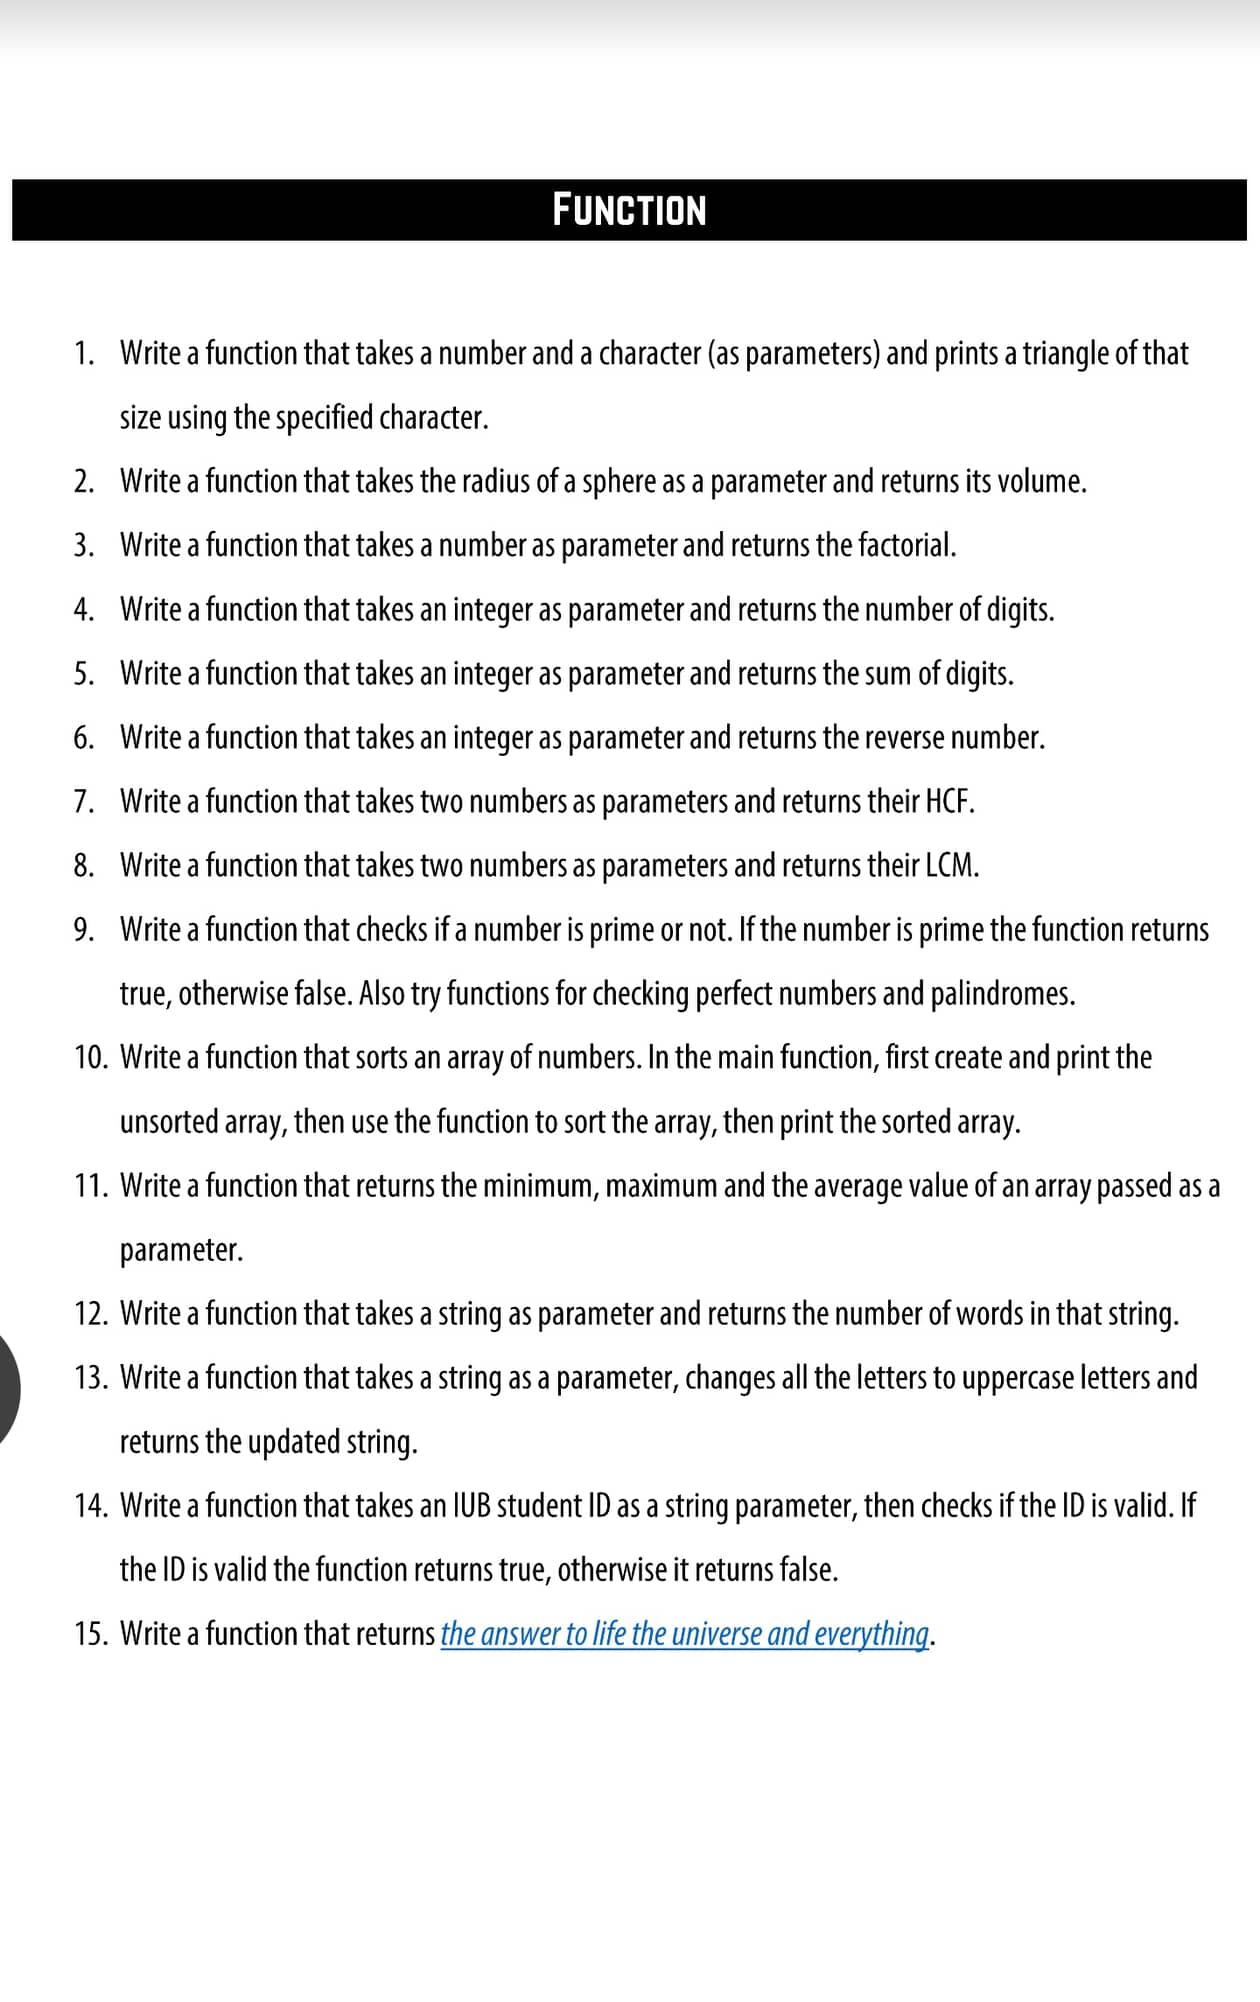 FUNCTION
1. Write a function that takes a number and a character (as parameters) and prints a triangle of that
size using the specified character.
2. Write a function that takes the radius of a sphere as a parameter and returns its volume.
3. Write a function that takes a number as parameter and returns the factorial.
4. Write a function that takes an integer as parameter and returns the number of digits.
5. Write a function that takes an integer as parameter and returns the sum of digits.
6. Write a function that takes an integer as parameter and returns the reverse number.
7. Write a function that takes two numbers as parameters and returns their HCF.
8. Write a function that takes two numbers as parameters and returns their LCM.
9. Write a function that checks if a number is prime or not. If the number is prime the function returns
true, otherwise false. Also try functions for checking perfect numbers and palindromes.
10. Write a function that sorts an array of numbers. In the main function, first create and print the
unsorted array, then use the function to sort the array, then print the sorted array.
11. Write a function that returns the minimum, maximum and the average value of an array passed as a
parameter.
12. Write a function that takes a string as parameter and returns the number of words in that string.
13. Write a function that takes a string as a parameter, changes all the letters to uppercase letters and
returns the updated string.
14. Write a function that takes an IUB student ID as a string parameter, then checks if the ID is valid. If
the ID is valid the function returns true, otherwise it returns false.
15. Write a function that returns the answer to life the universe and everything.